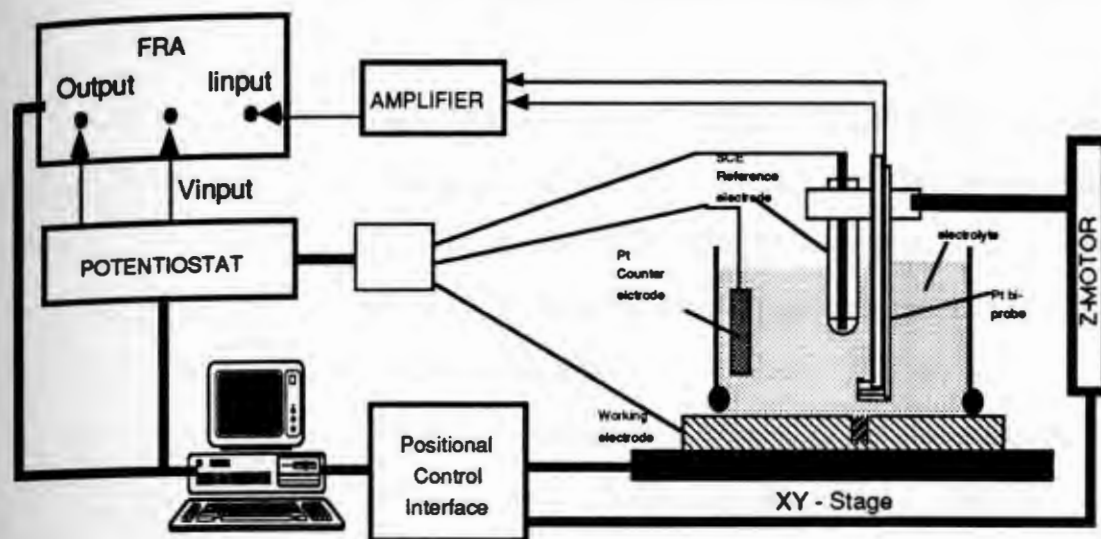 FRA
Output
Iinput
Vinput
AMPLIFIER
POTENTIOSTAT
SCE
Reference
electrode
electrolyte
Pt
Counter
elctrode
Pt bi-
probe
Z-MOTOR
Working
electrode
Positional
Control
Interface
XY - Stage